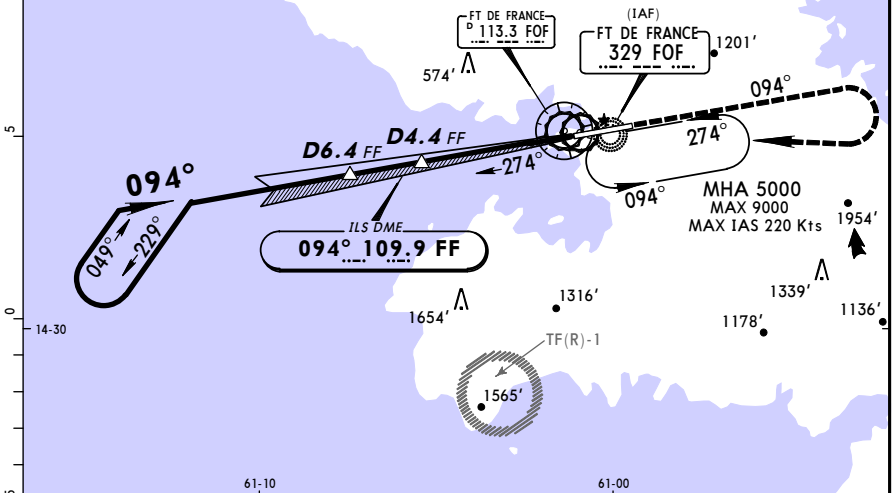 FT DE FRANCE
D 113.3 FOF
(IAF)
FT DE FRANCE
329 FOF
1201'
574'
094°
5
D6.4 FF
D4.4 FF
274°
274°
094°
094°
MHA 5000
MAX 9000
MAX IAS 220 Kts
049°
229°
ILS DME
094° 109.9 FF
1954'
1339'
1654'
1316'
1178'
1136'
0
14-30
TF(R)-1
1565'
61-10
61-00